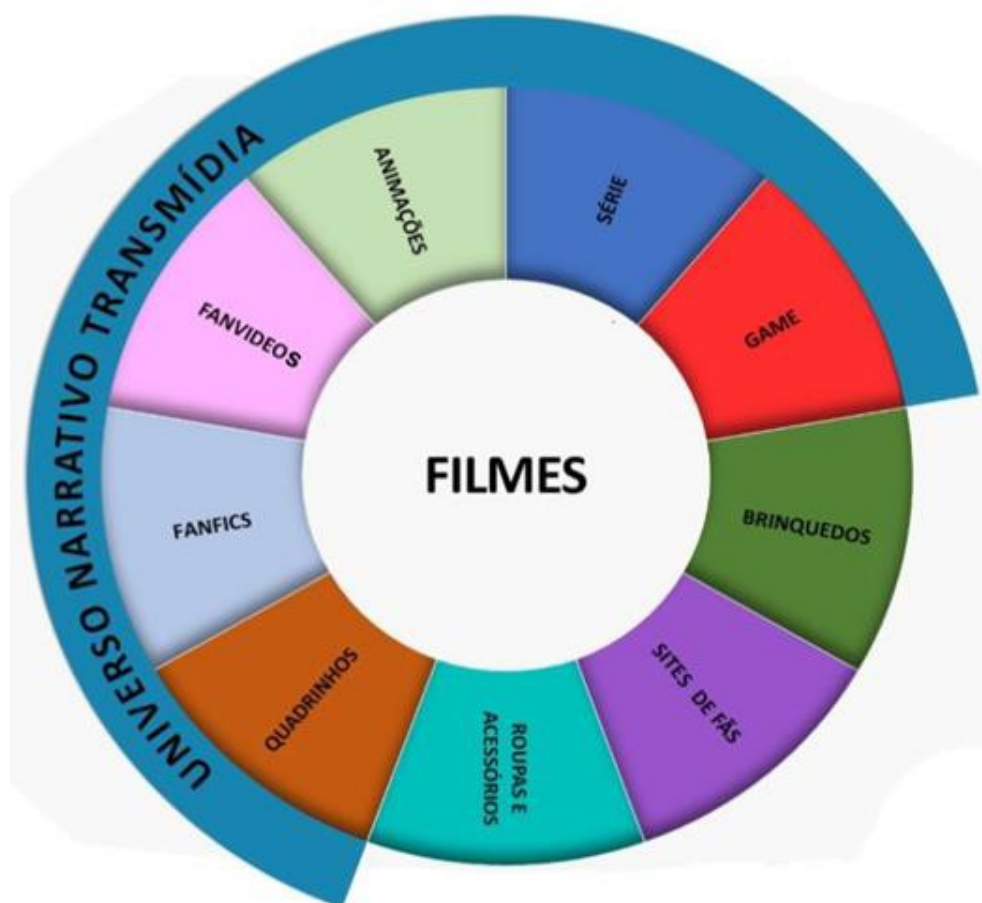 UNIVERSO NARRATIVO TRANSMÍDIA
ANIMAÇÕES
SÉRIE
GAME
BRINQUEDOS
SITES DE FÃS
ROUPAS E
ACESSÓRIOS
QUADRINHOS
FANFICS
FANVIDEOS
FILMES